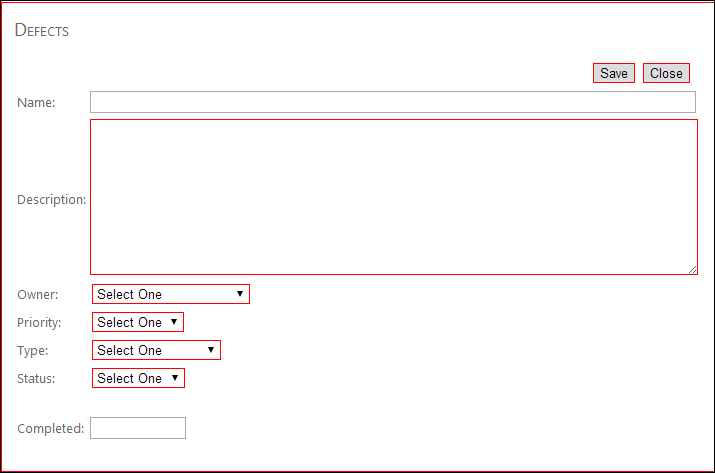 Defects
Save Close
Name:
Description:
Owner: Select One
Priority: Select One
Type: Select One
Status: Select One
Completed: